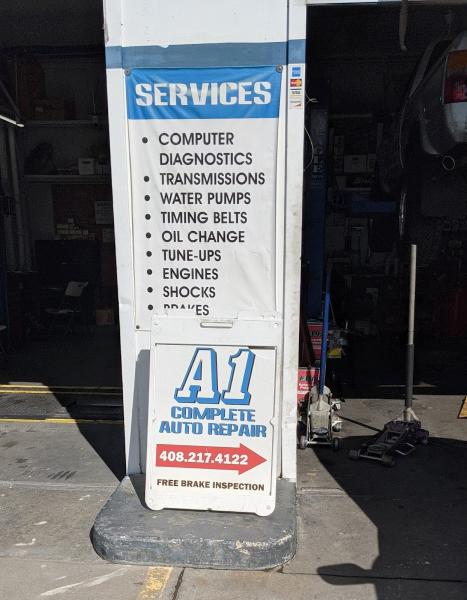 SERVICES
• COMPUTER
DIAGNOSTICS
• TRANSMISSIONS
• WATER PUMPS
• TIMING BELTS
• OIL CHANGE
• TUNE-UPS
• ENGINES
• SHOCKS
• BRAKES
A1
COMPLETE
AUTO REPAIR
408.217.4122
FREE BRAKE INSPECTION